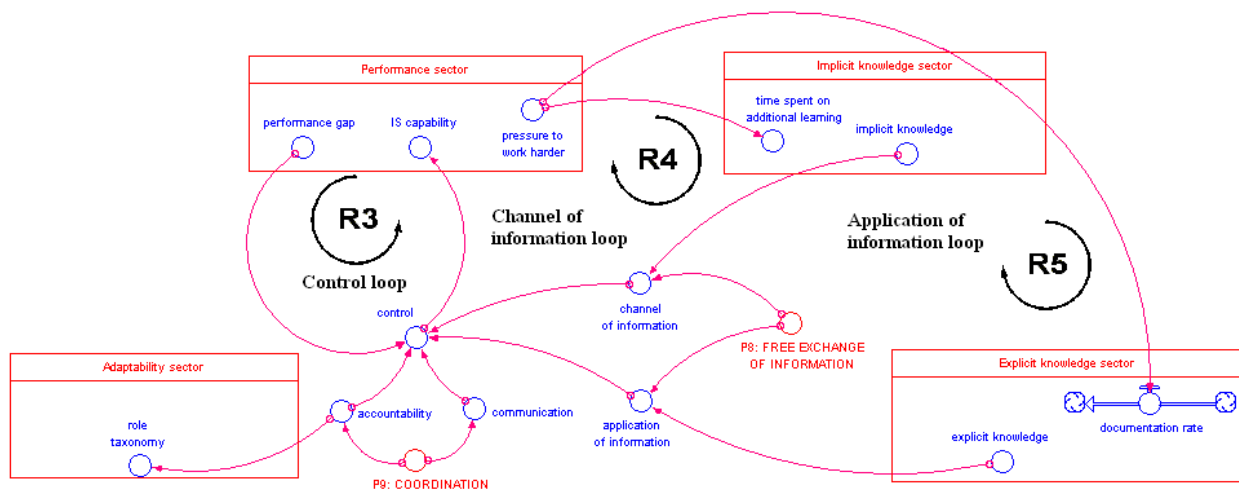 Performance sector
Implicit knowledge sector
performance gap
IS capability
pressure to
work harder
time spent on
additional learning
implicit knowledge
R3
R4
R5
Control loop
Channel of
information loop
Application of
information loop
control
channel
of information
P8: FREE EXCHANGE
OF INFORMATION
Adaptability sector
Explicit knowledge sector
role
taxonomy
accountability
communication
application
of information
explicit knowledge
documentation rate
P9: COORDINATION